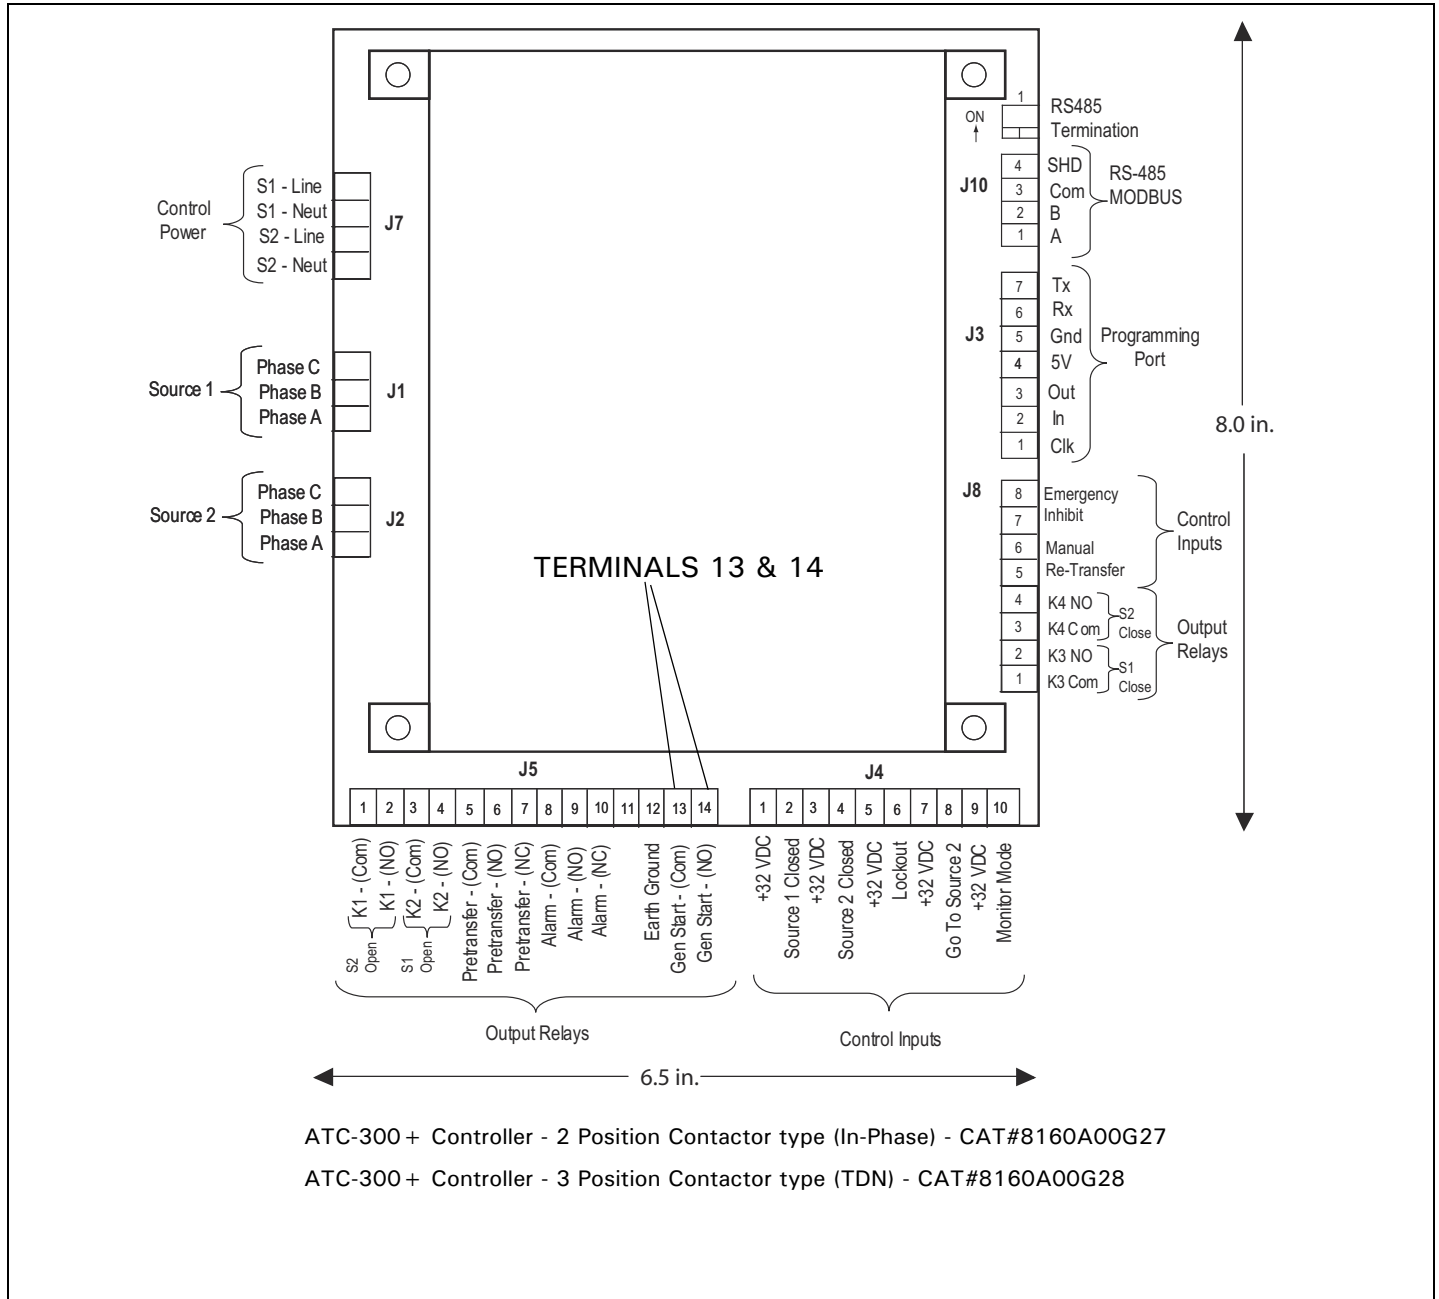 1
RS485
Termination
ON
J10
4 SHD
3 Com
2 B
1 A
RS-485
MODBUS
Control
Power
S1 - Line
S1 - Neut
S2 - Line
S2 - Neut
J7
J3
7 Tx
6 Rx
5 Gnd
4 5V
3 Out
2 In
1 Clk
Programming
Port
8.0 in.
Source 1
Phase C
Phase B
Phase A
J1
Source 2
Phase C
Phase B
Phase A
J2
J8
8 Emergency
7 Inhibit
6 Manual
5 Re-Transfer
4 K4 NO
3 K4 Com
2 K3 NO
1 K3 Com
S2
Close
S1
Close
Control
Inputs
Output
Relays
TERMINALS 13 & 14
J5
J4
1 2 3 4 5 6 7 8 9 10 11 12 13 14
1 2 3 4 5 6 7 8 9 10
K1 - (Com)
K1 - (NO)
K2 - (Com)
K2 - (NO)
Pretransfer - (Com)
Pretransfer - (NO)
Pretransfer - (NC)
Alarm - (Com)
Alarm - (NO)
Alarm - (NC)
Earth Ground
Gen Start - (Com)
Gen Start - (NO)
S2
Open
S1
Open
+32 VDC
Source 1 Closed
+32 VDC
Source 2 Closed
+32 VDC
Lockout
+32 VDC
Go To Source 2
+32 VDC
Monitor Mode
Output Relays
Control Inputs
6.5 in.
ATC-300+ Controller - 2 Position Contactor type (In-Phase) - CAT#8160A00G27
ATC-300+ Controller - 3 Position Contactor type (TDN) - CAT#8160A00G28